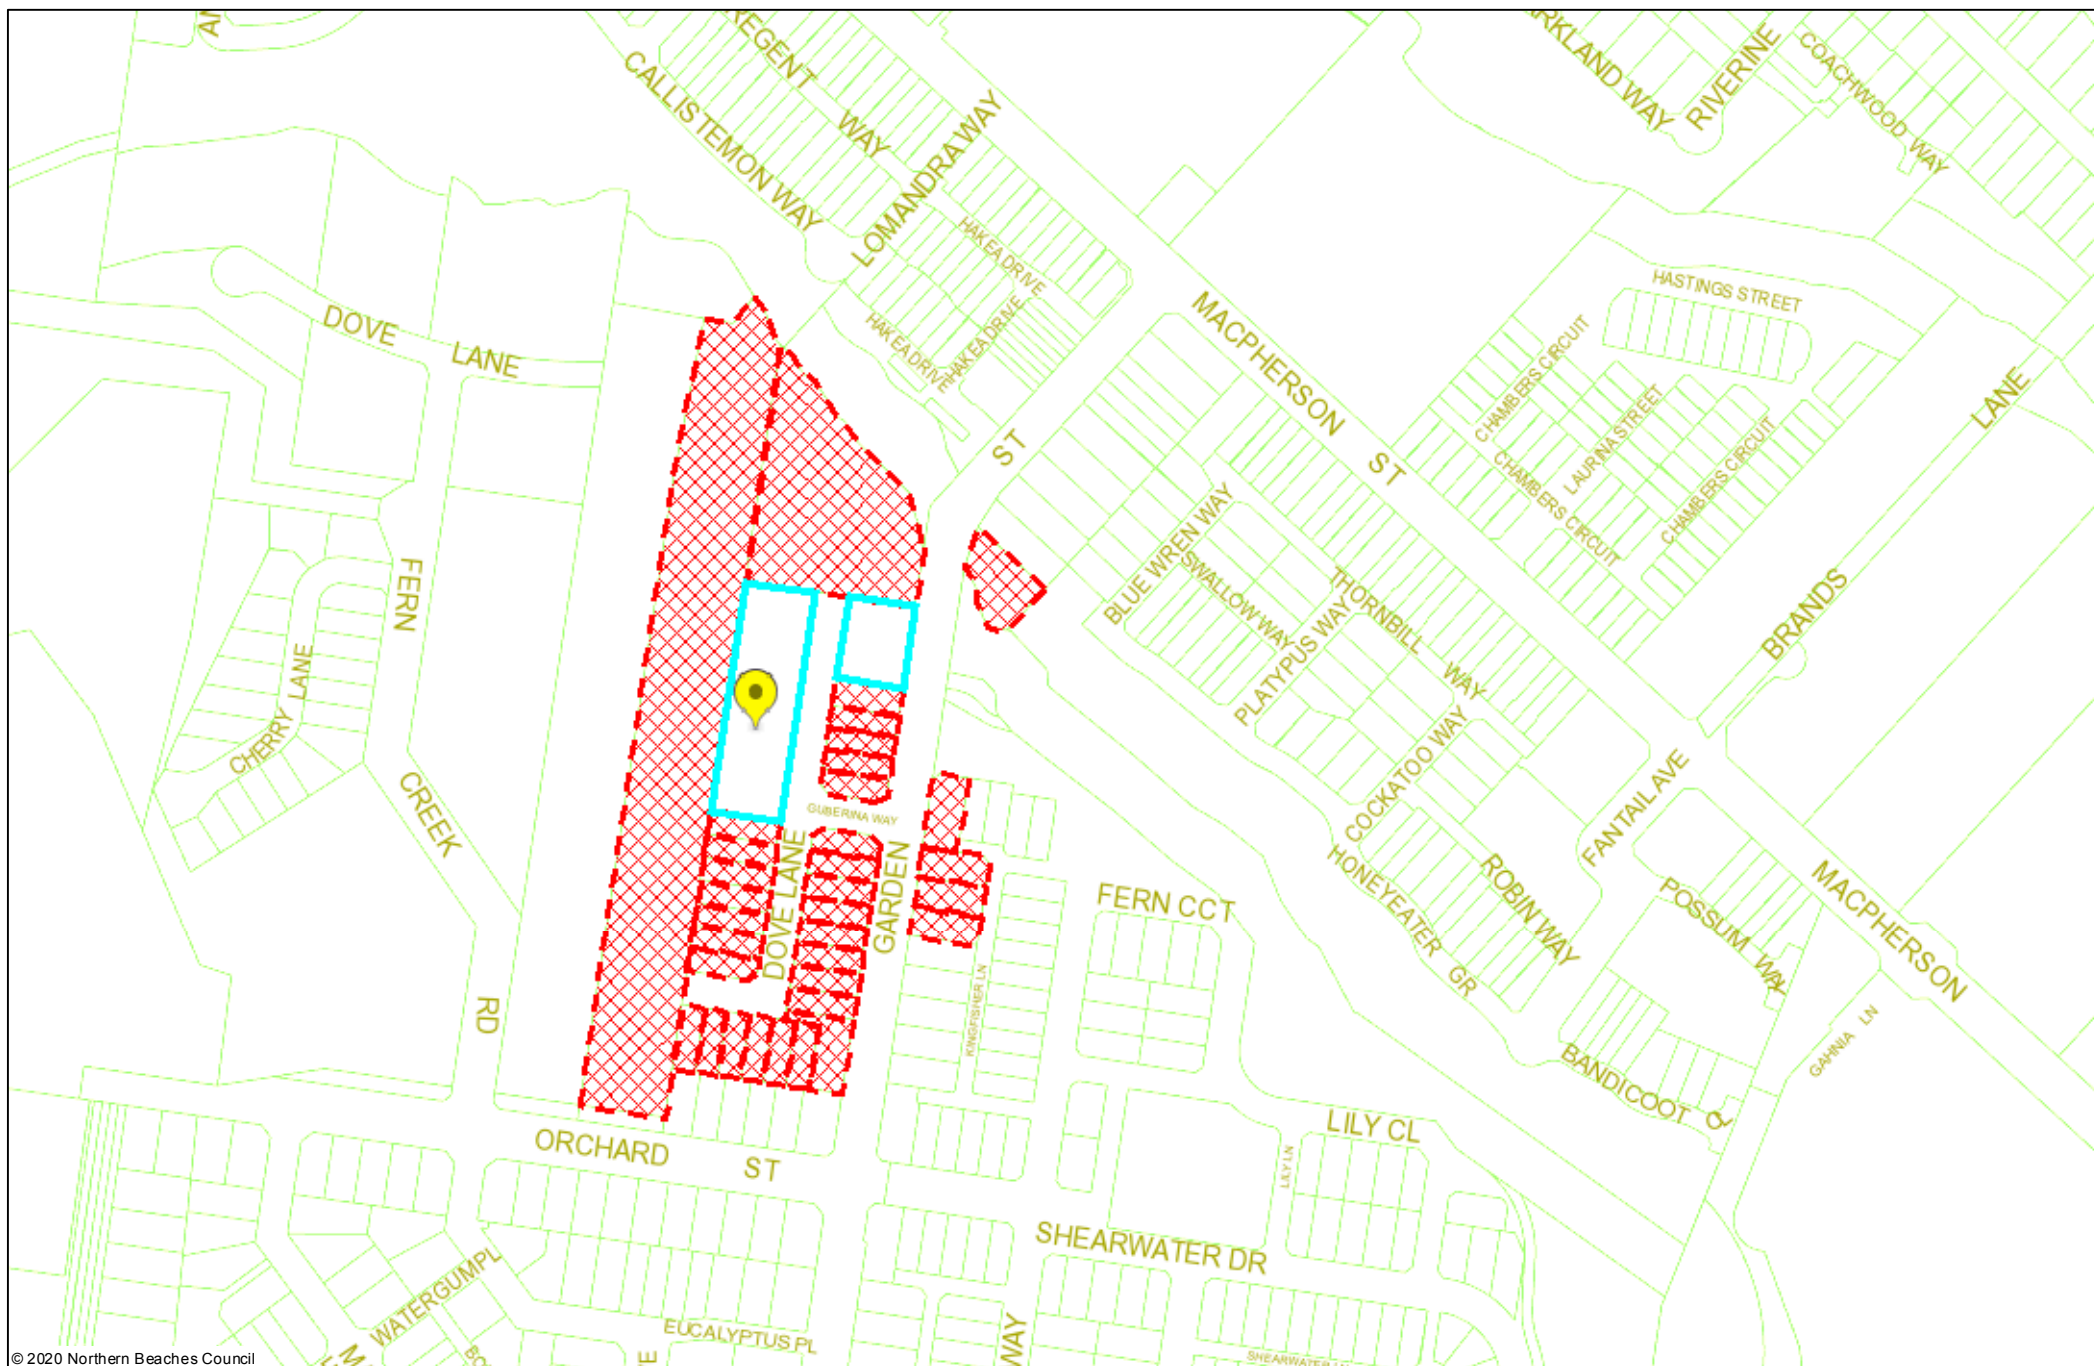 REGENT
WAY
CALLISTEMON WAY
LOMANDRA WAY
HAKEA DRIVE
HAKEA DRIVE
HAKEA DRIVE
RIVERINE
COACHWOOD WAY
HASTINGS STREET
MACPHERSON
ST
CHAMBERS CIRCUIT
LAURINA STREET
CHAMBERS CIRCUIT
CHAMBERS CIRCUIT
LANE
BRANDS
DOVE
LANE
ST
FERN
CREEK
RD
CHERRY LANE
BLUE WREN WAY
SWALLOW WAY
PLATYPUS WAY
THORNBILL WAY
COCKATOO WAY
FANTAIL AVE
HONEYEATER GR
ROBIN WAY
POSSUM WAY
MACPHERSON
GAHNIA LN
BANDICOOT
GUBERINA WAY
DOVE LANE
GARDEN
KINGFISHER LN
FERN CCT
LILY CL
LILY LN
ORCHARD
ST
SHEARWATER DR
WATERGUM PL
EUCALYPTUS PL
WAY
© 2020 Northern Beaches Council